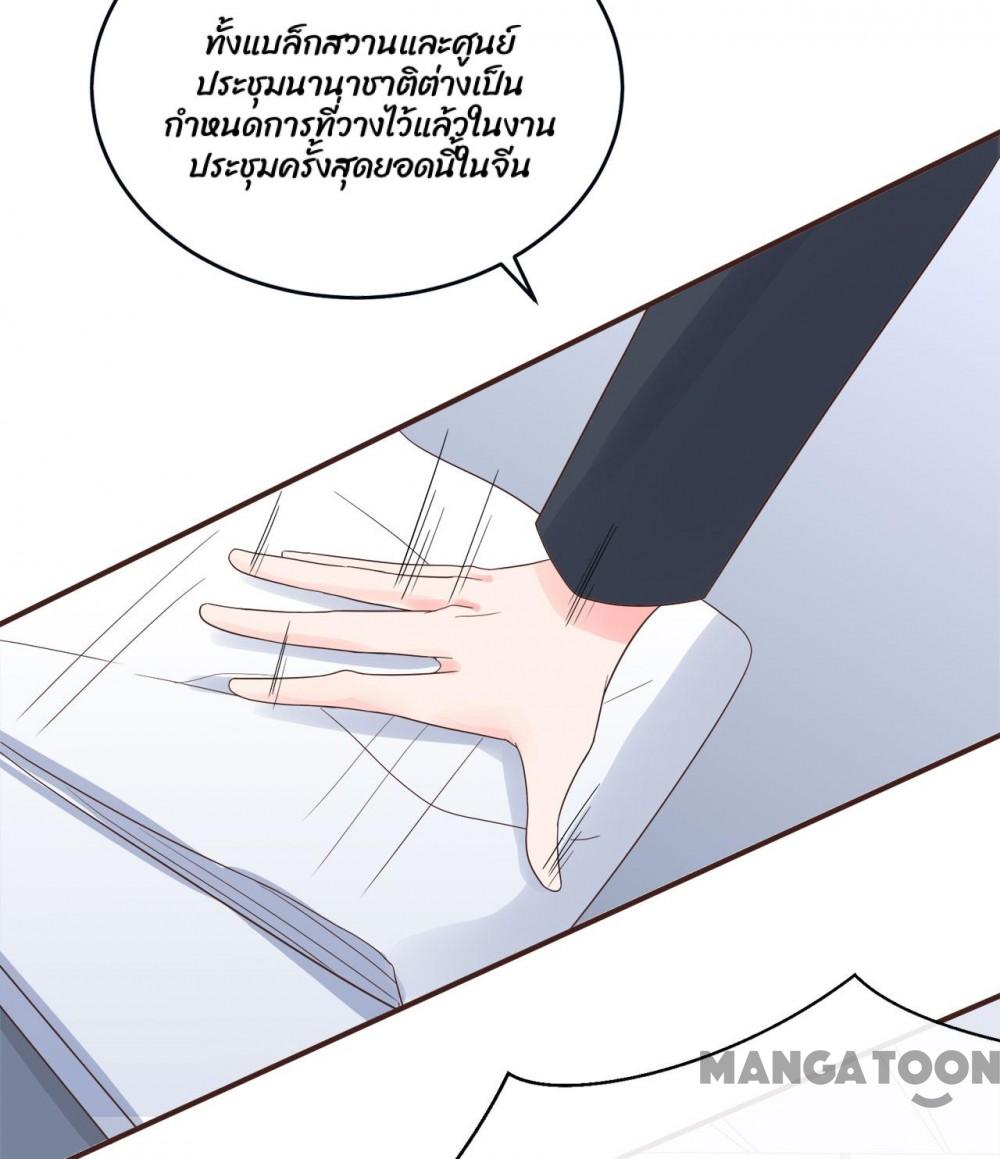 ทั้งแบล็กสวานและศูนย์
ประชุมนานาชาติต่างเป็น
กำหนดการที่วางไว้แล้วในงาน
ประชุมครั้งสุดยอดนี้ในจีน
MANGATOON